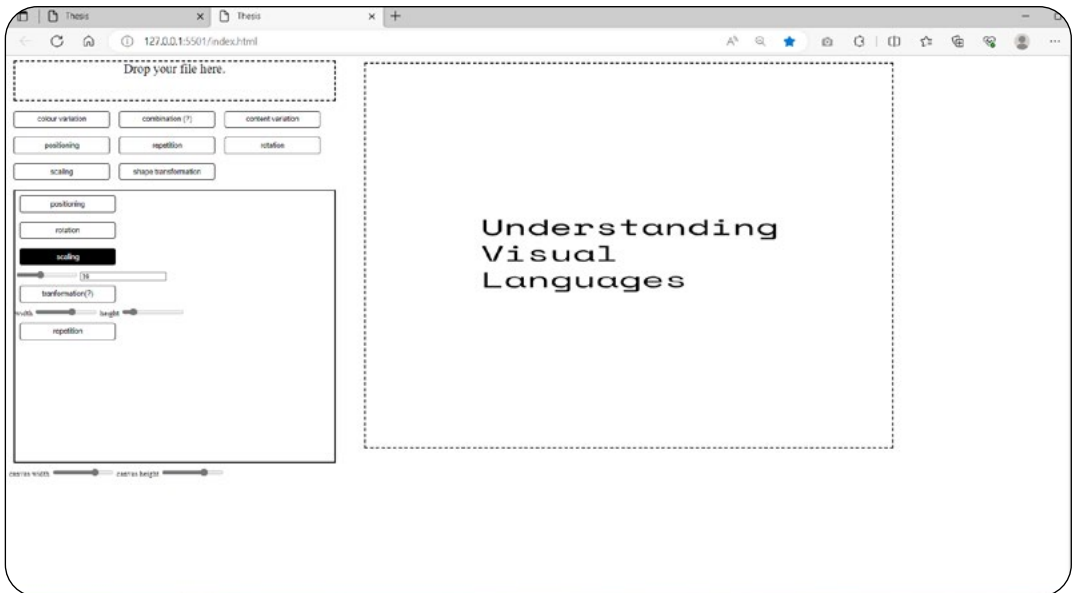 Thesis
Thesis
127.0.0.1:5501/index.html
Drop your file here.
colour variation
combination (?)
content variation
positioning
repetition
rotation
scaling
shape transformation
positioning
rotation
scaling
36
tranformation(?)
width
height
repetition
canvas width
canvas height
Understanding
Visual
Languages